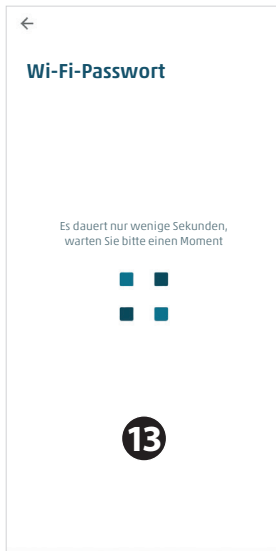 Wi-Fi-Passwort
Es dauert nur wenige Sekunden,
warten Sie bitte einen Moment
13